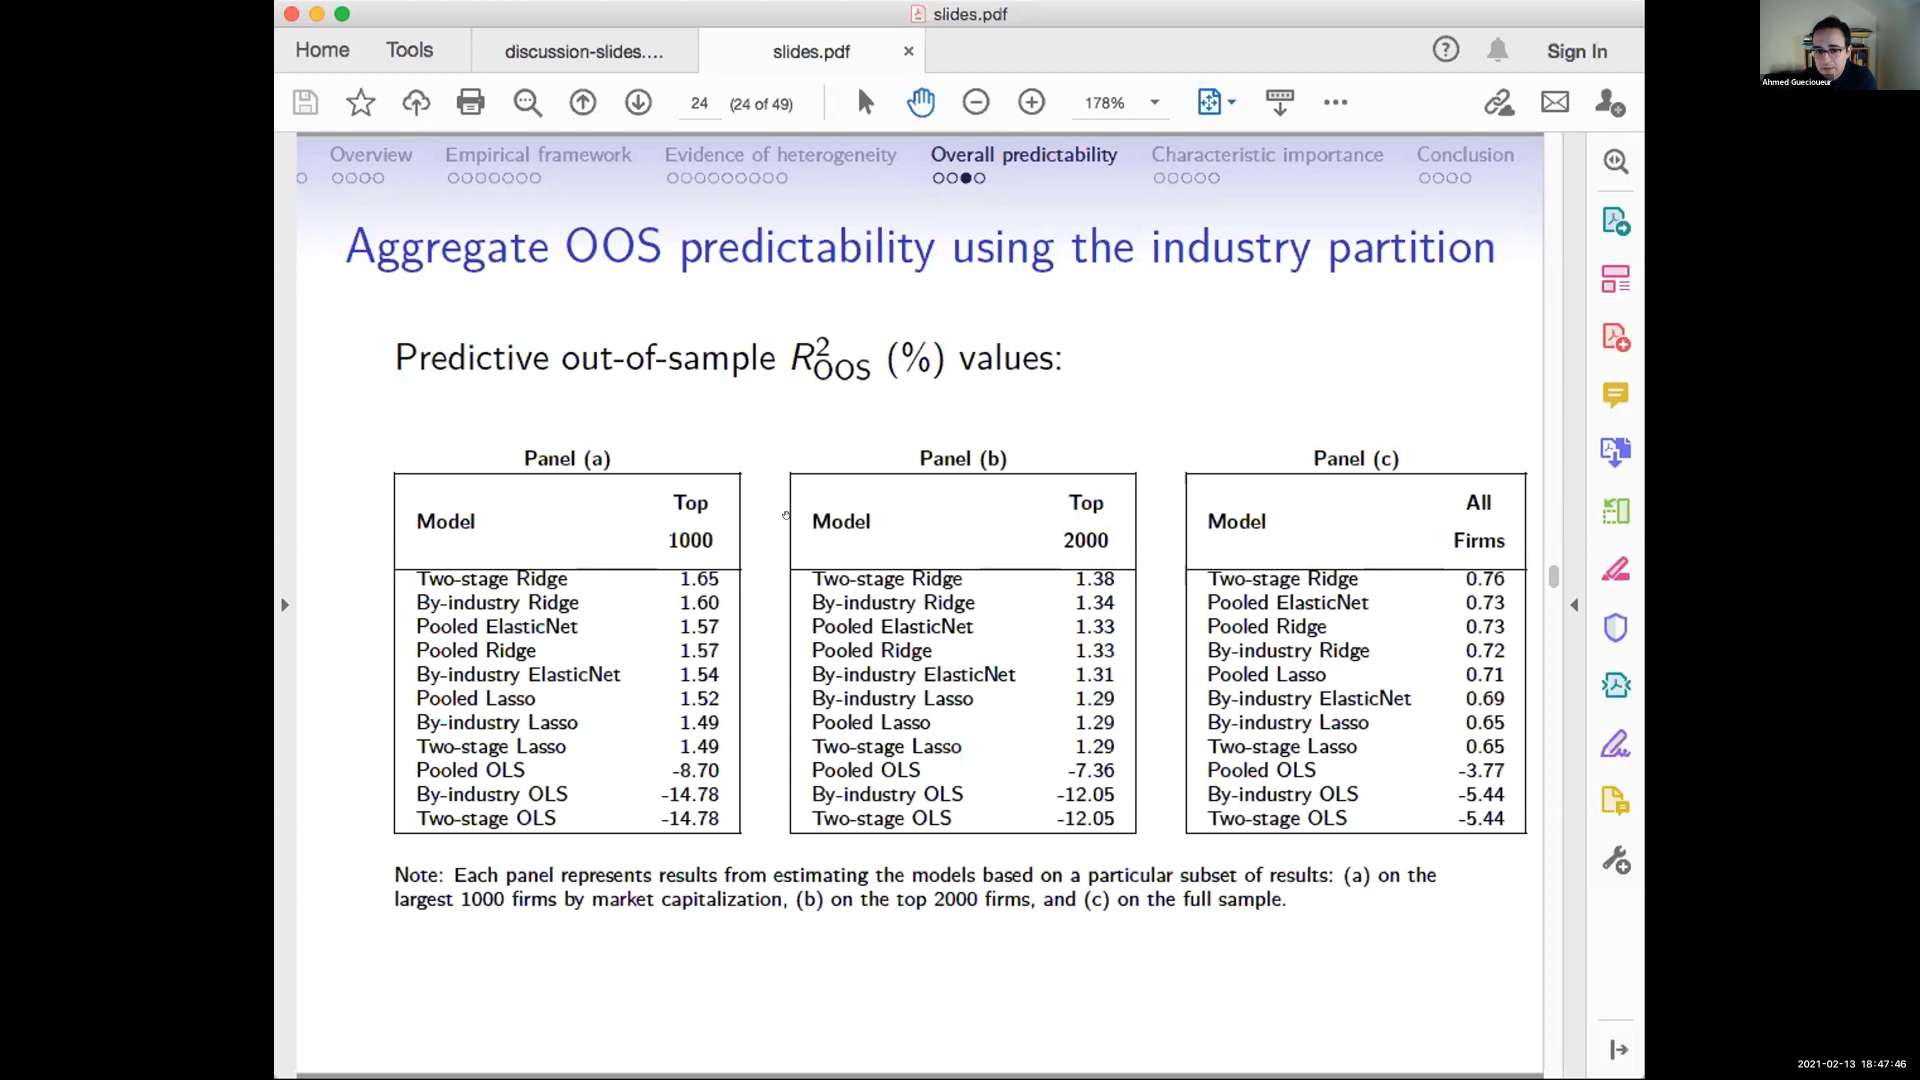 slides.pdf
Home Tools discussion-slides.... slides.pdf × Sign In
24 (24 of 49) 178%
Overview Empirical framework Evidence of heterogeneity Overall predictability Characteristic importance Conclusion
Aggregate OOS predictability using the industry partition
Predictive out-of-sample R²OOS (%) values:
Panel (a)
Model Top 1000
Two-stage Ridge 1.65
By-industry Ridge 1.60
Pooled ElasticNet 1.57
Pooled Ridge 1.57
By-industry ElasticNet 1.54
Pooled Lasso 1.52
By-industry Lasso 1.49
Two-stage Lasso 1.49
Pooled OLS -8.70
By-industry OLS -14.78
Two-stage OLS -14.78
Panel (b)
Model Top 2000
Two-stage Ridge 1.38
By-industry Ridge 1.34
Pooled ElasticNet 1.33
Pooled Ridge 1.33
By-industry ElasticNet 1.31
By-industry Lasso 1.29
Pooled Lasso 1.29
Two-stage Lasso 1.29
Pooled OLS -7.36
By-industry OLS -12.05
Two-stage OLS -12.05
Panel (c)
Model All Firms
Two-stage Ridge 0.76
Pooled ElasticNet 0.73
Pooled Ridge 0.73
By-industry Ridge 0.72
Pooled Lasso 0.71
By-industry ElasticNet 0.69
By-industry Lasso 0.65
Two-stage Lasso 0.65
Pooled OLS -3.77
By-industry OLS -5.44
Two-stage OLS -5.44
Note: Each panel represents results from estimating the models based on a particular subset of results: (a) on the
largest 1000 firms by market capitalization, (b) on the top 2000 firms, and (c) on the full sample.
Ahmed Guecioueur
2021-02-13 18:47:46